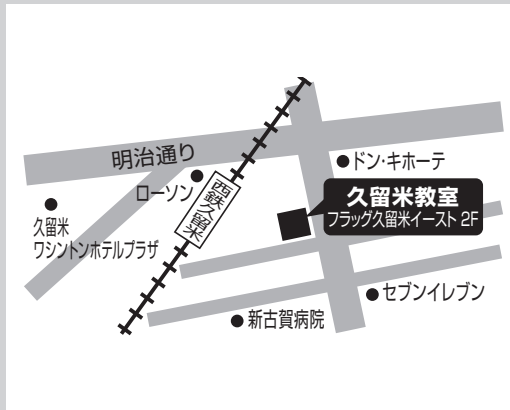 明治通り
ドン・キホーテ
ローソン
西鉄久留米
久留米教室
フラッグ久留米イースト 2F
久留米
ワシントンホテルプラザ
セブンイレブン
新古賀病院